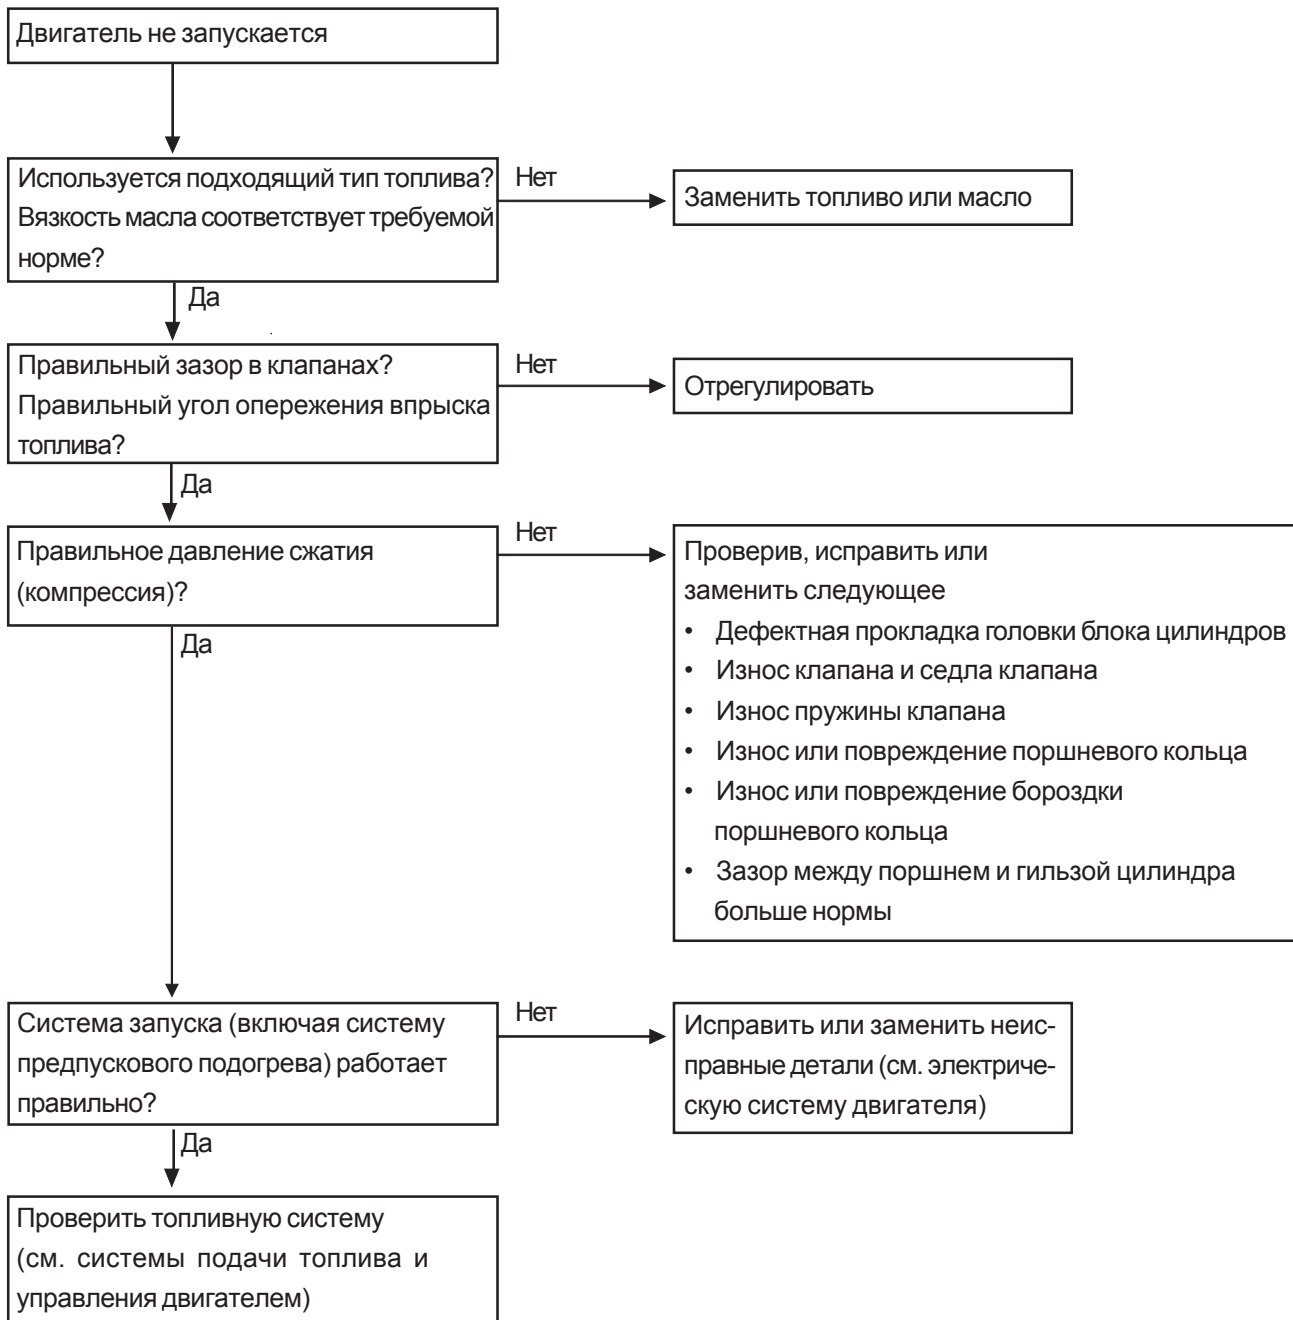 Двигатель не запускается
Используется подходящий тип топлива?
Вязкость масла соответствует требуемой
норме?
Нет
Заменить топливо или масло
Да
Правильный зазор в клапанах?
Правильный угол опережения впрыска
топлива?
Нет
Отрегулировать
Да
Правильное давление сжатия
(компрессия)?
Нет
Проверив, исправить или
заменить следующее
• Дефектная прокладка головки блока цилиндров
• Износ клапана и седла клапана
• Износ пружины клапана
• Износ или повреждение поршневого кольца
• Износ или повреждение бороздки
поршневого кольца
• Зазор между поршнем и гильзой цилиндра
больше нормы
Да
Система запуска (включая систему
предпускового подогрева) работает
правильно?
Нет
Исправить или заменить неис-
правные детали (см. электриче-
скую систему двигателя)
Да
Проверить топливную систему
(см. системы подачи топлива и
управления двигателем)